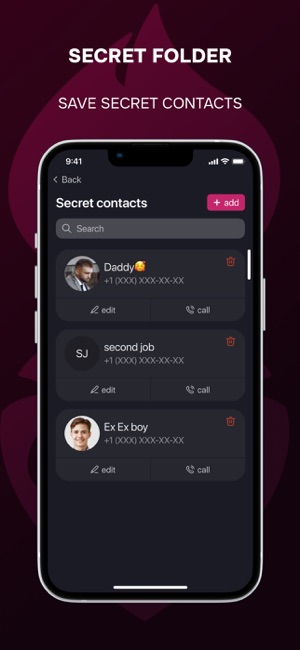 SECRET FOLDER
SAVE SECRET CONTACTS
9:41
Back
Secret contacts
+ add
Search
Daddy🥰
+1 (XXX) XXX-XX-XX
edit
call
SJ
second job
+1 (XXX) XXX-XX-XX
edit
call
Ex Ex boy
+1 (XXX) XXX-XX-XX
edit
call